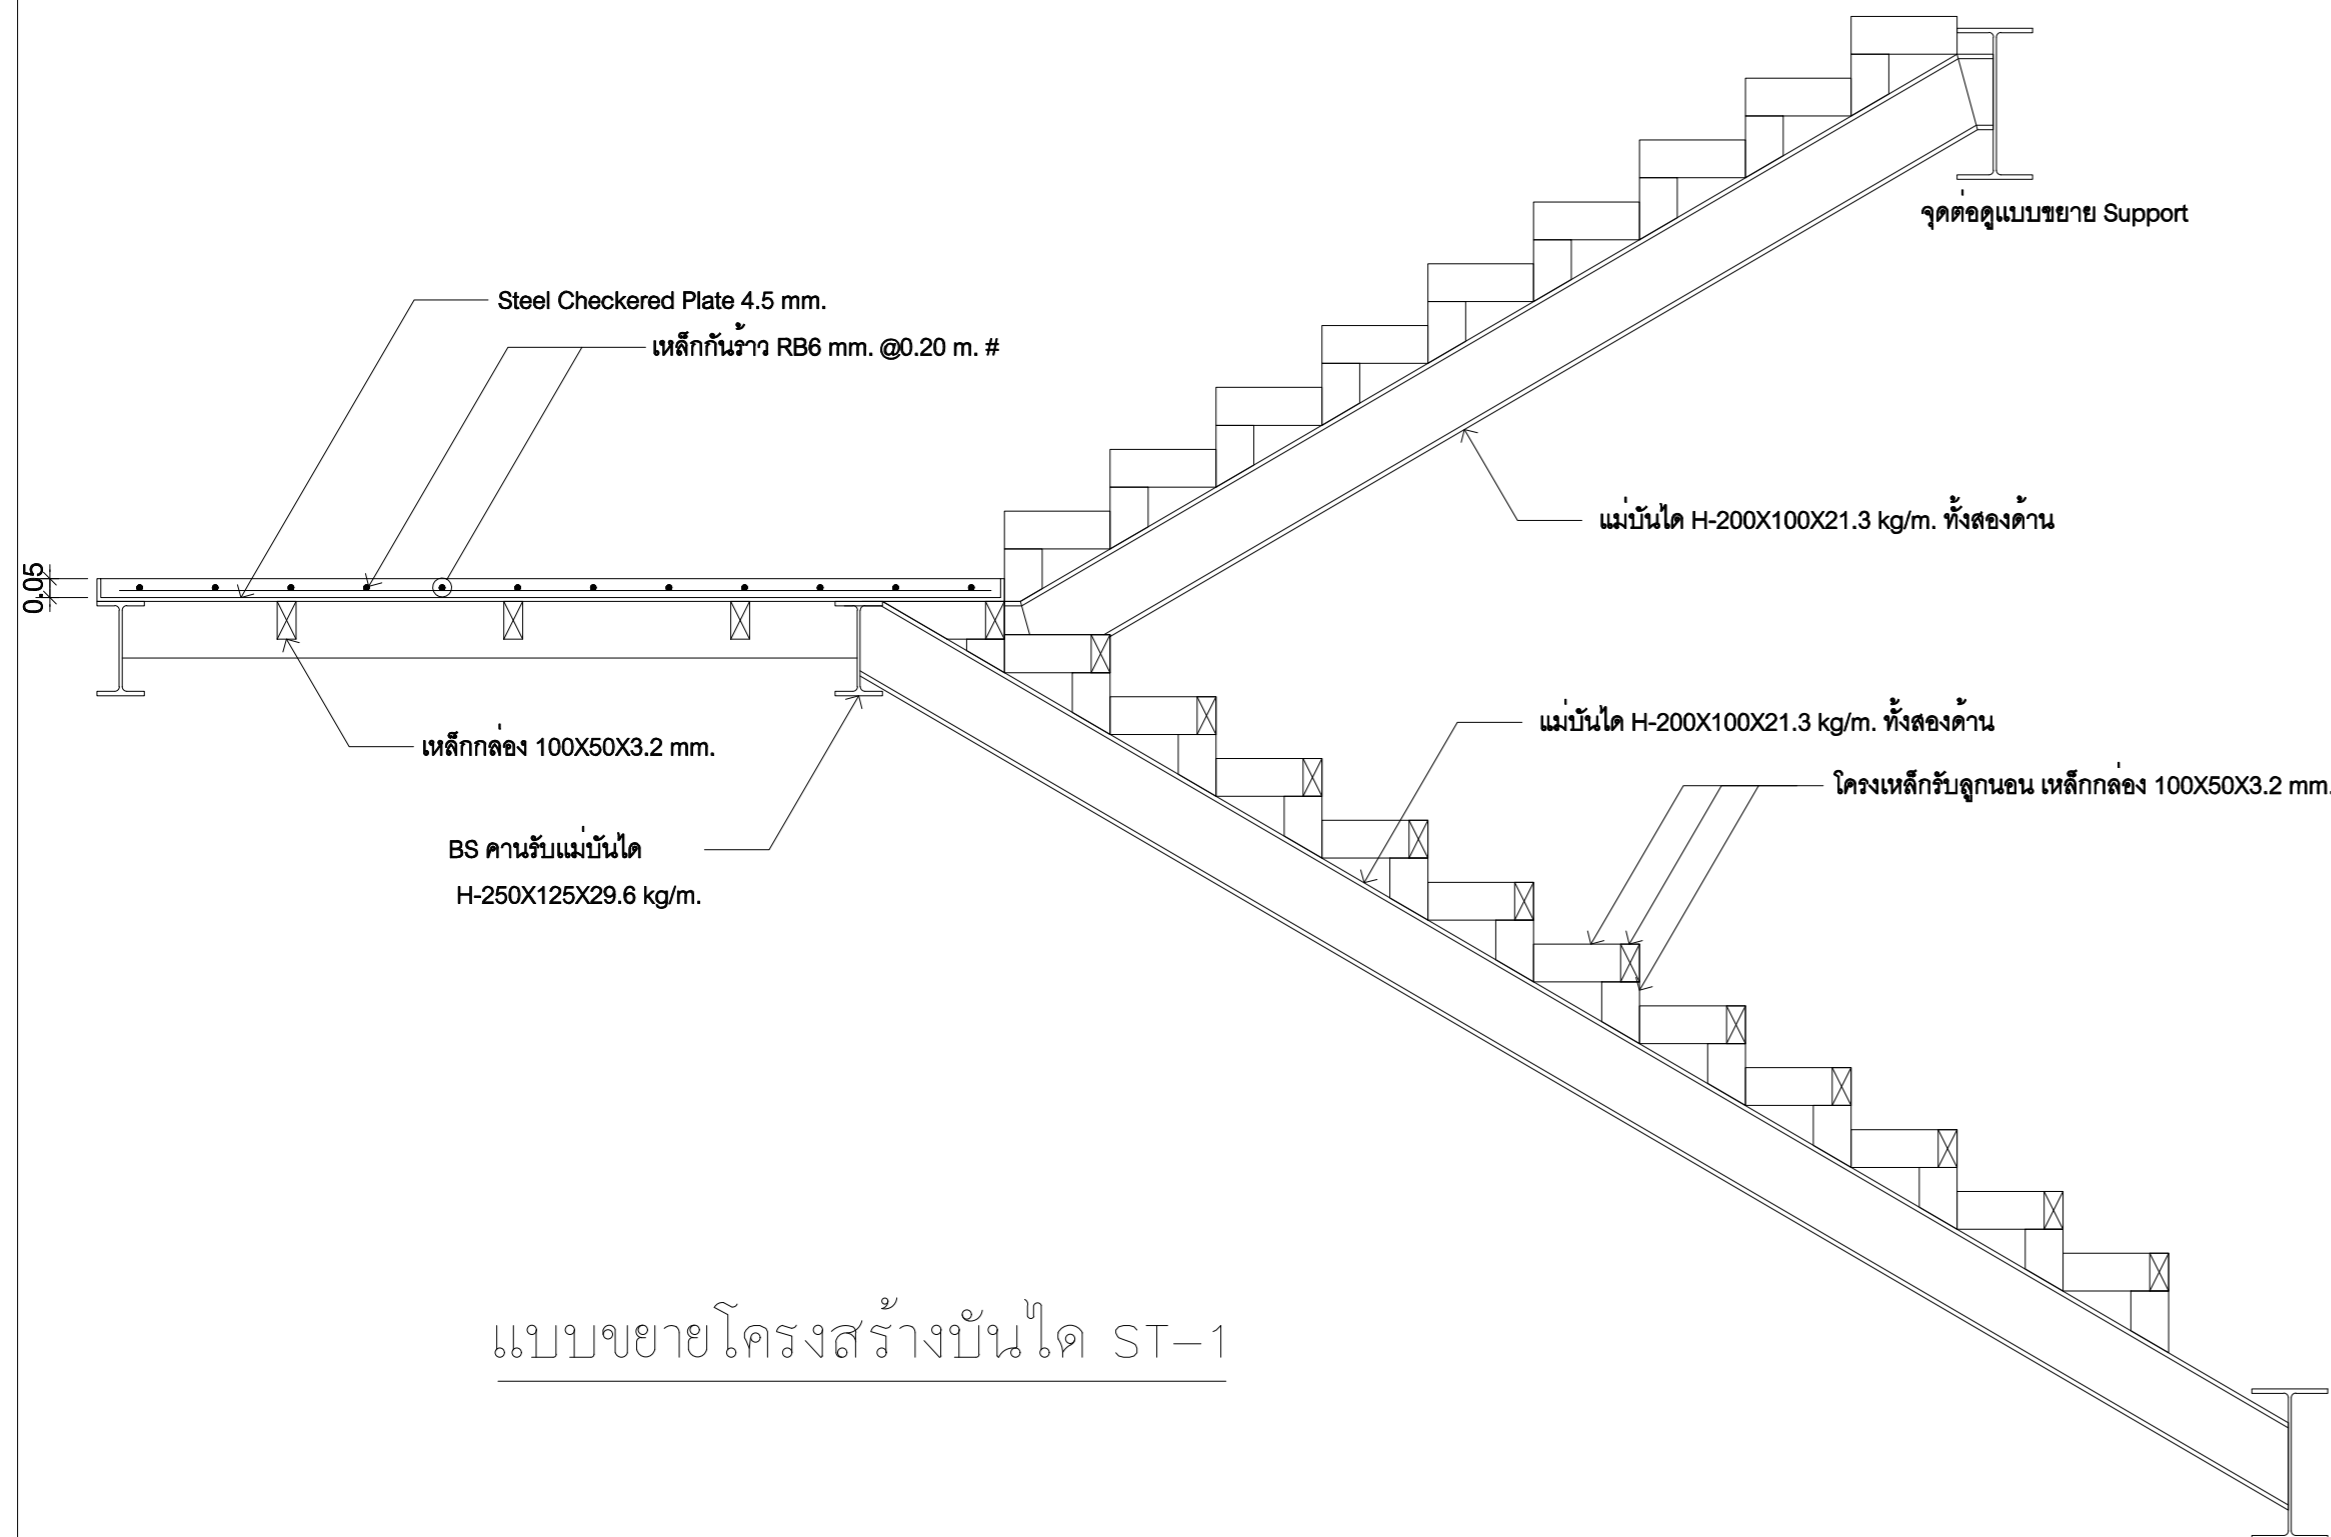 จุดต่อดูแบบขยาย Support
Steel Checkered Plate 4.5 mm.
เหล็กกันร้าว RB6 mm. @0.20 m. #
แม่บันได H-200X100X21.3 kg/m. ทั้งสองด้าน
0.05
แม่บันได H-200X100X21.3 kg/m. ทั้งสองด้าน
เหล็กกล่อง 100X50X3.2 mm.
โครงเหล็กรับลูกนอน เหล็กกล่อง 100X50X3.2 mm.
BS คานรับแม่บันได
H-250X125X29.6 kg/m.
แบบขยายโครงสร้างบันได ST-1